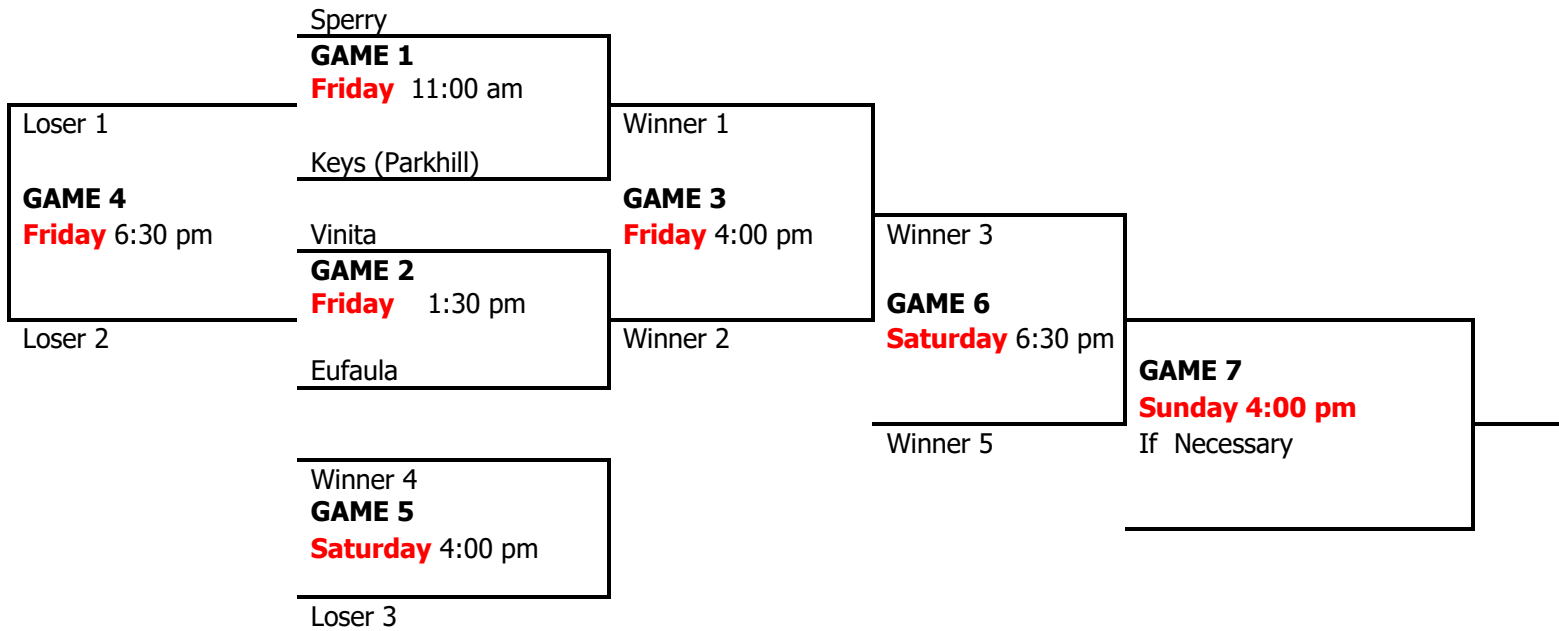 Sperry
GAME 1
Friday 11:00 am
Loser 1
Winner 1
Keys (Parkhill)
GAME 4
GAME 3
Friday 6:30 pm
Vinita
Friday 4:00 pm
Winner 3
GAME 2
Friday 1:30 pm
GAME 6
Loser 2
Winner 2
Saturday 6:30 pm
Eufaula
GAME 7
Sunday 4:00 pm
Winner 5
If Necessary
Winner 4
GAME 5
Saturday 4:00 pm
Loser 3